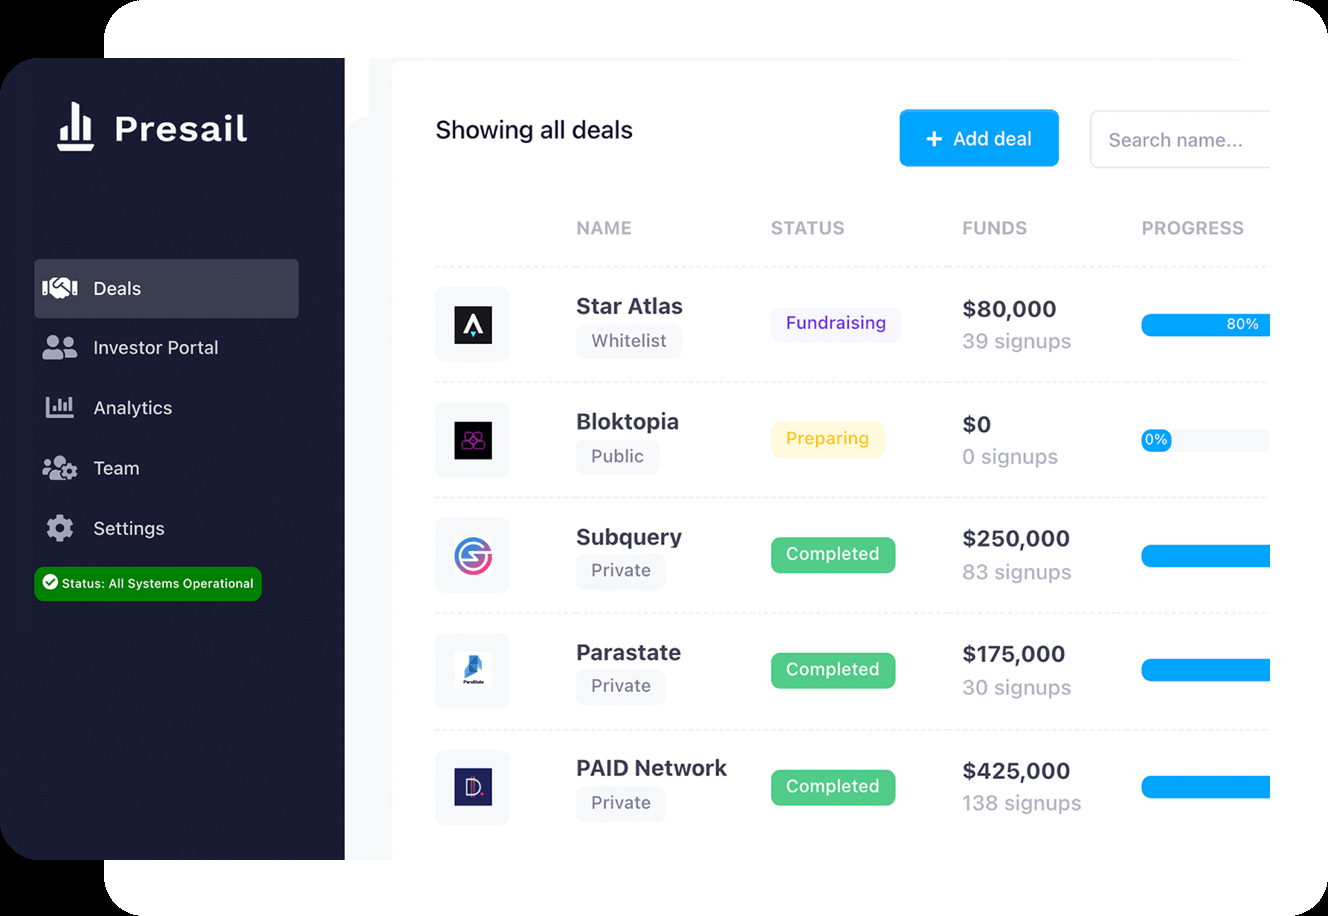 Presail
Deals
Investor Portal
Analytics
Team
Settings
Status: All Systems Operational
Showing all deals
+ Add deal
Search name...
NAME STATUS FUNDS PROGRESS
Star Atlas
Whitelist
Fundraising
$80,000
39 signups
80%
Bloktopia
Public
Preparing
$0
0 signups
0%
Subquery
Private
Completed
$250,000
83 signups
ParaState
Parastate
Private
Completed
$175,000
30 signups
D.
PAID Network
Private
Completed
$425,000
138 signups